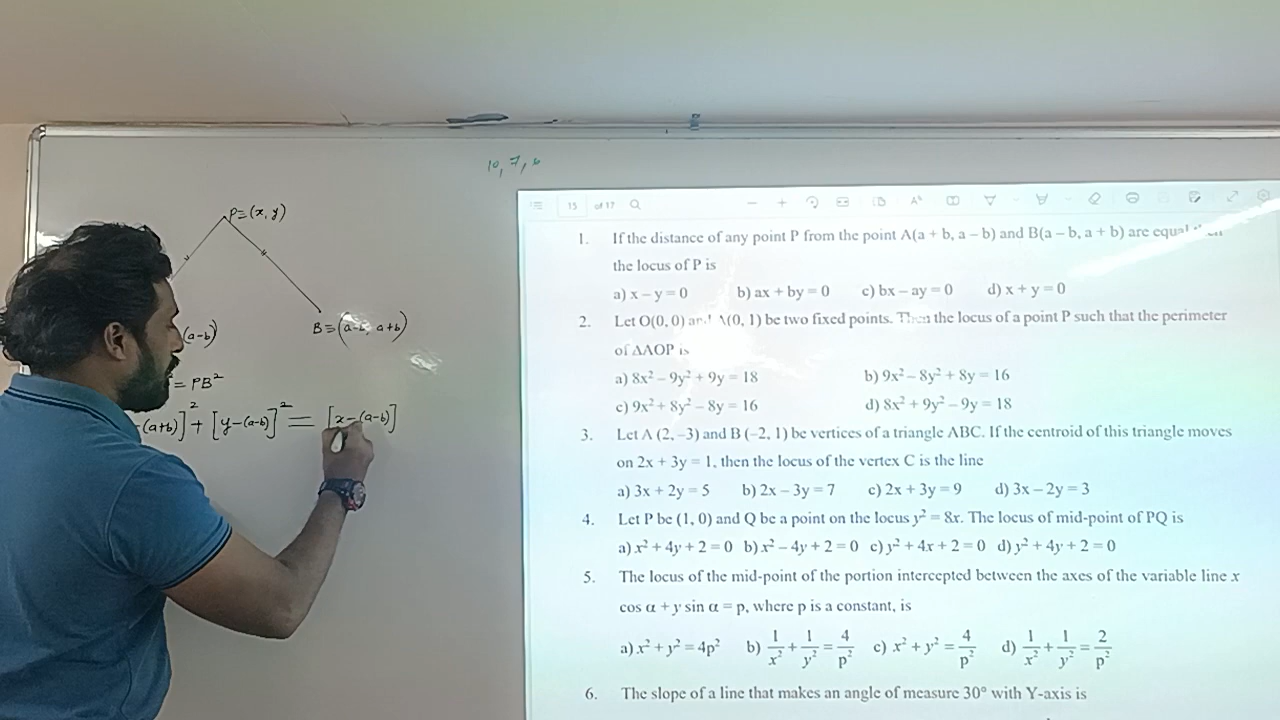 10, 7, 6
P≡(x, y)
B≡(a-b, a+b)
(a-b)
= PB²
(a+b)]² + [y-(a-b)]² = [x-(a-b)]
15 of 17
1. If the distance of any point P from the point A(a + b, a – b) and B(a – b, a + b) are equal
the locus of P is
a) x – y = 0 b) ax + by = 0 c) bx – ay = 0 d) x + y = 0
2. Let O(0, 0) and A(0, 1) be two fixed points. Then the locus of a point P such that the perimeter
of ΔAOP is
a) 8x² – 9y² + 9y = 18 b) 9x² – 8y² + 8y = 16
c) 9x² + 8y² – 8y = 16 d) 8x² + 9y² – 9y = 18
3. Let A (2, –3) and B (–2, 1) be vertices of a triangle ABC. If the centroid of this triangle moves
on 2x + 3y = 1, then the locus of the vertex C is the line
a) 3x + 2y = 5 b) 2x – 3y = 7 c) 2x + 3y = 9 d) 3x – 2y = 3
4. Let P be (1, 0) and Q be a point on the locus y² = 8x. The locus of mid-point of PQ is
a) x² + 4y + 2 = 0 b) x² – 4y + 2 = 0 c) y² + 4x + 2 = 0 d) y² + 4y + 2 = 0
5. The locus of the mid-point of the portion intercepted between the axes of the variable line x
cos α + y sin α = p, where p is a constant, is
a) x² + y² = 4p² b) 1/x² + 1/y² = 4/p² c) x² + y² = 4/p² d) 1/x² + 1/y² = 2/p²
6. The slope of a line that makes an angle of measure 30° with Y-axis is